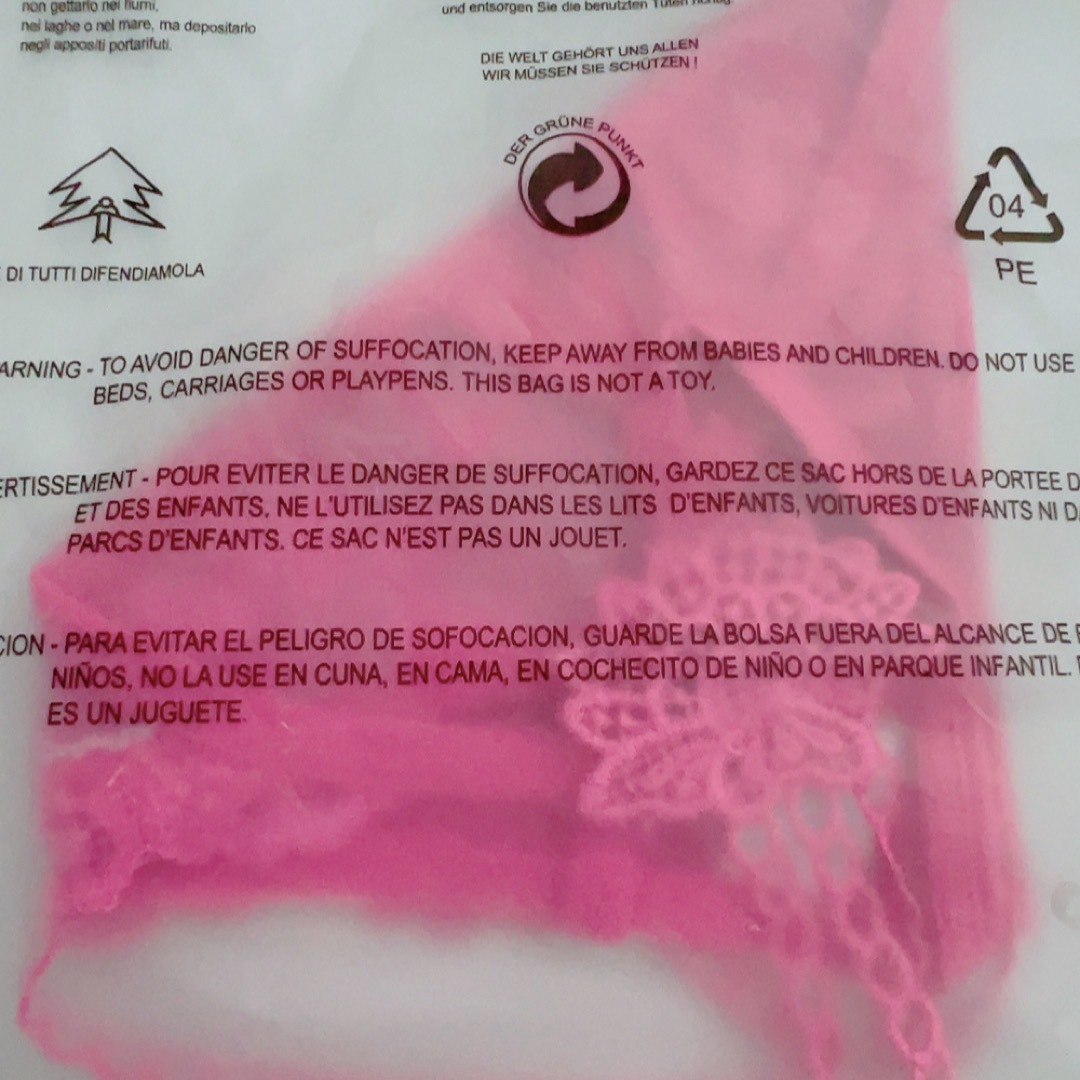 non gettarlo nei fiumi,
nei laghe o nel mare, ma depositarlo
negli appositi portarifuti.
und entsorgen Sie die benutzten Tüten
DIE WELT GEHÖRT UNS ALLEN
WIR MÜSSEN SIE SCHÜTZEN !
DER GRÜNE PUNKT
04
PE
DI TUTTI DIFENDIAMOLA
ARNING - TO AVOID DANGER OF SUFFOCATION, KEEP AWAY FROM BABIES AND CHILDREN. DO NOT USE
BEDS, CARRIAGES OR PLAYPENS. THIS BAG IS NOT A TOY.
ERTISSEMENT - POUR EVITER LE DANGER DE SUFFOCATION, GARDEZ CE SAC HORS DE LA PORTEE D
ET DES ENFANTS. NE L'UTILISEZ PAS DANS LES LITS D'ENFANTS, VOITURES D'ENFANTS NI DA
PARCS D'ENFANTS. CE SAC N'EST PAS UN JOUET.
CION - PARA EVITAR EL PELIGRO DE SOFOCACION, GUARDE LA BOLSA FUERA DEL ALCANCE DE
NIÑOS, NO LA USE EN CUNA, EN CAMA, EN COCHECITO DE NIÑO O EN PARQUE INFANTIL.
ES UN JUGUETE.